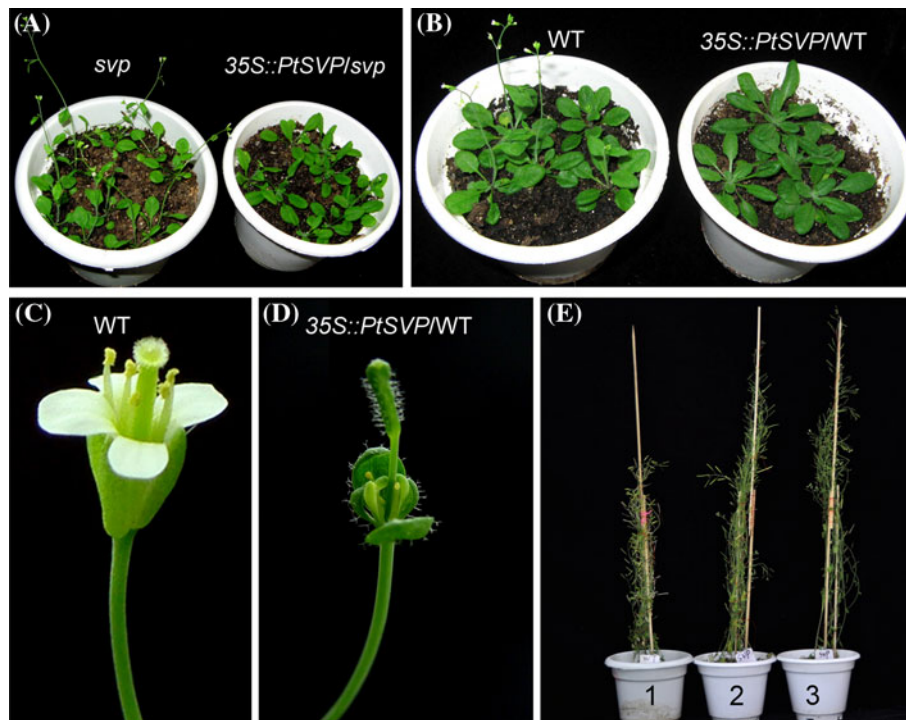 (A)
svp
35S::PtSVP/svp
(B)
WT
35S::PtSVP/WT
(C)
WT
(D)
35S::PtSVP/WT
(E)
1
2
3